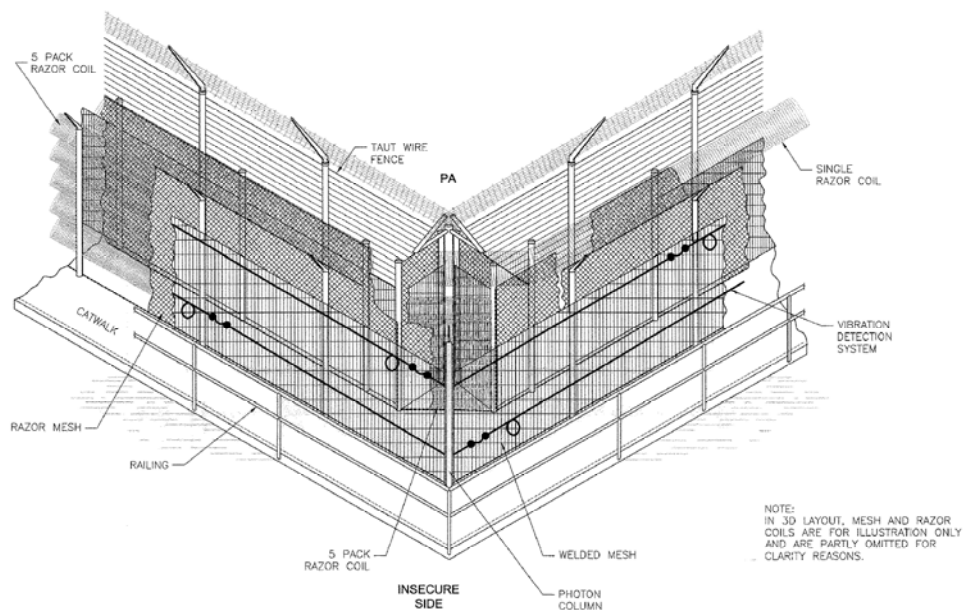 5 PACK
RAZOR COIL
TAUT WIRE
FENCE
PA
SINGLE
RAZOR COIL
CATWALK
VIBRATION
DETECTION
SYSTEM
RAZOR MESH
RAILING
5 PACK
RAZOR COIL
WELDED MESH
INSECURE
SIDE
PHOTON
COLUMN
NOTE:
IN 3D LAYOUT, MESH AND RAZOR
COILS ARE FOR ILLUSTRATION ONLY
AND ARE PARTLY OMITTED FOR
CLARITY REASONS.